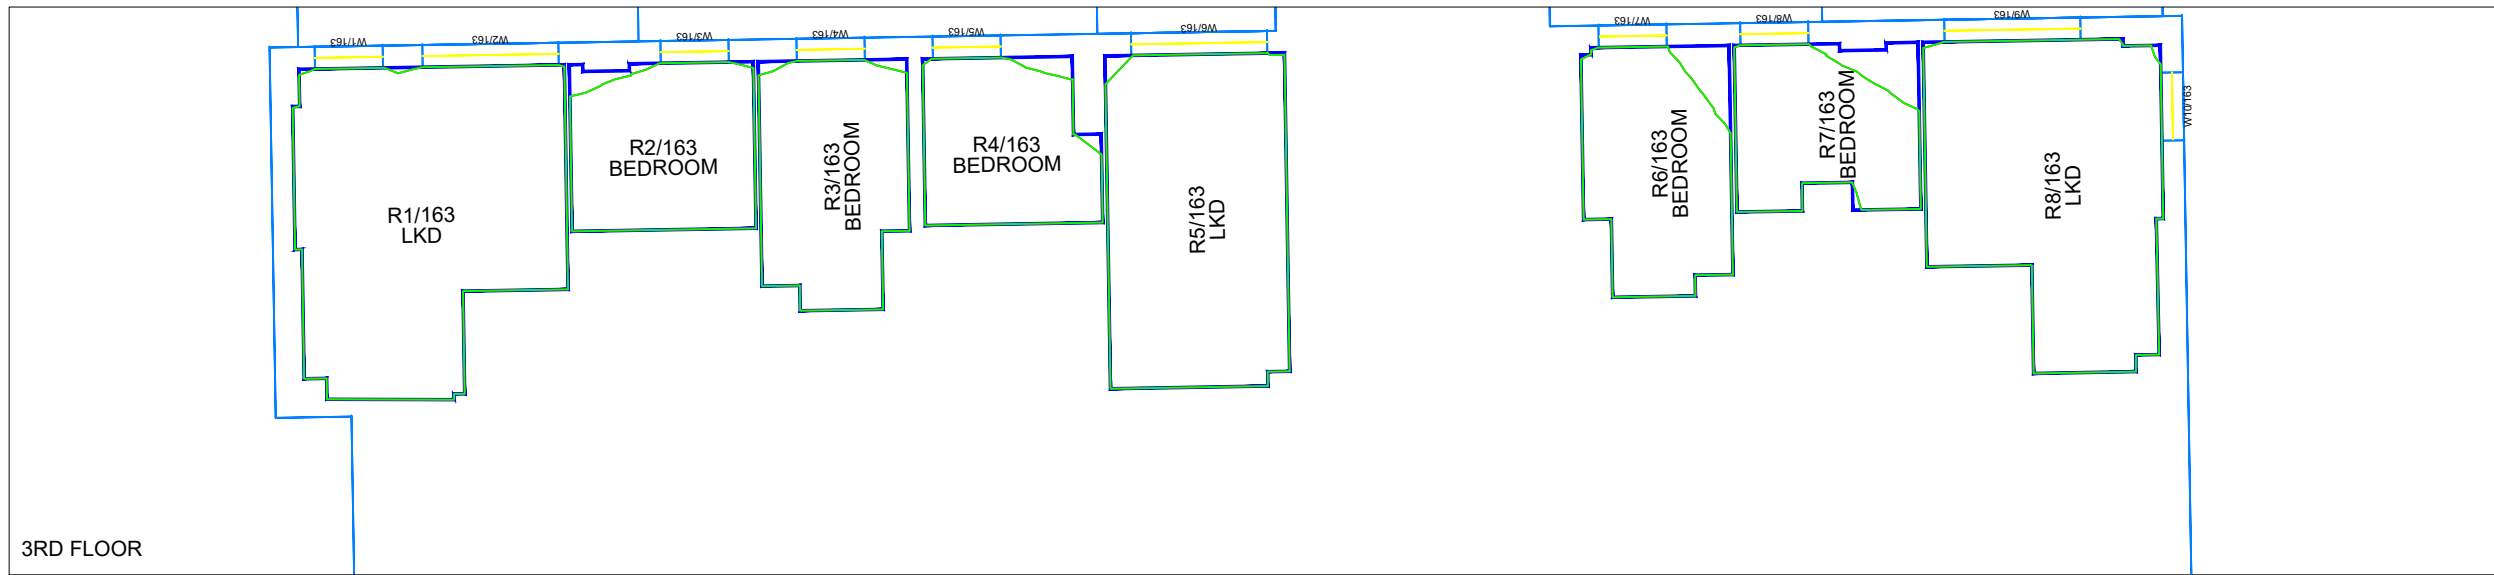 W1/163
W2/163
W3/163
W4/163
W5/163
W6/163
W7/163
W8/163
W9/163
W10/163
R1/163
LKD
R2/163
BEDROOM
R3/163
BEDROOM
R4/163
BEDROOM
R5/163
LKD
R6/163
BEDROOM
R7/163
BEDROOM
R8/163
LKD
3RD FLOOR